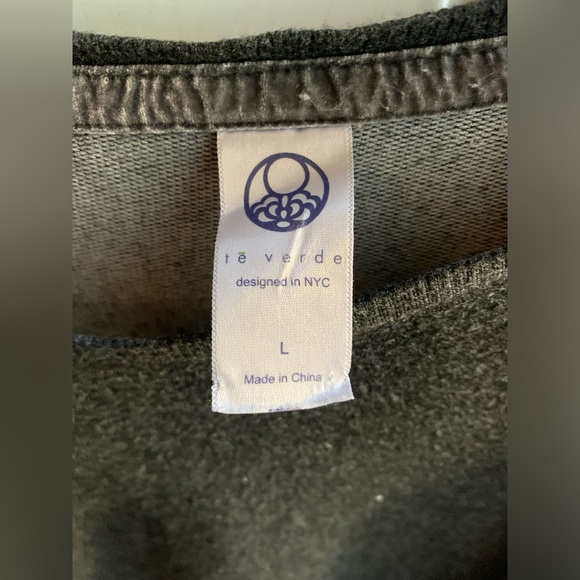 tē verde
designed in NYC
L
Made in China